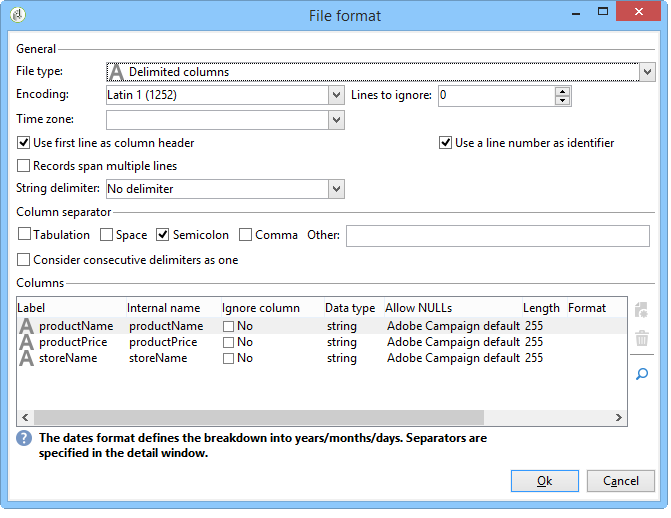 File format
General
File type: Delimited columns
Encoding: Latin 1 (1252) Lines to ignore: 0
Time zone:
Use first line as column header Use a line number as identifier
Records span multiple lines
String delimiter: No delimiter
Column separator
Tabulation Space Semicolon Comma Other:
Consider consecutive delimiters as one
Columns
Label Internal name Ignore column Data type Allow NULLs Length Format
A productName productName No string Adobe Campaign default 255
A productPrice productPrice No string Adobe Campaign default 255
A storeName storeName No string Adobe Campaign default 255
? The dates format defines the breakdown into years/months/days. Separators are
specified in the detail window.
Ok Cancel